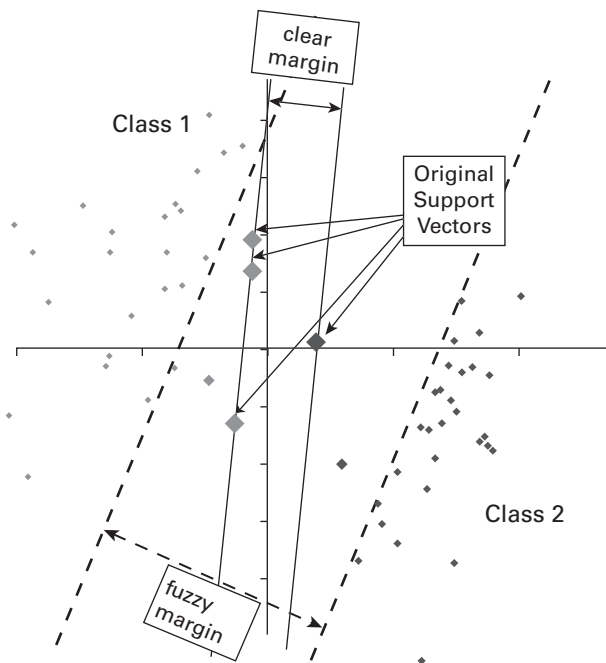 clear
margin
Class 1
Original
Support
Vectors
Class 2
fuzzy
margin